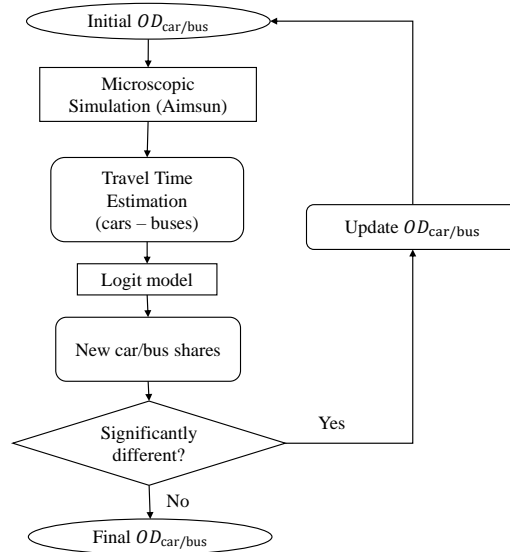 Initial OD_car/bus
Microscopic
Simulation (Aimsun)
Travel Time
Estimation
(cars – buses)
Update OD_car/bus
Logit model
New car/bus shares
Significantly
different?
Yes
No
Final OD_car/bus